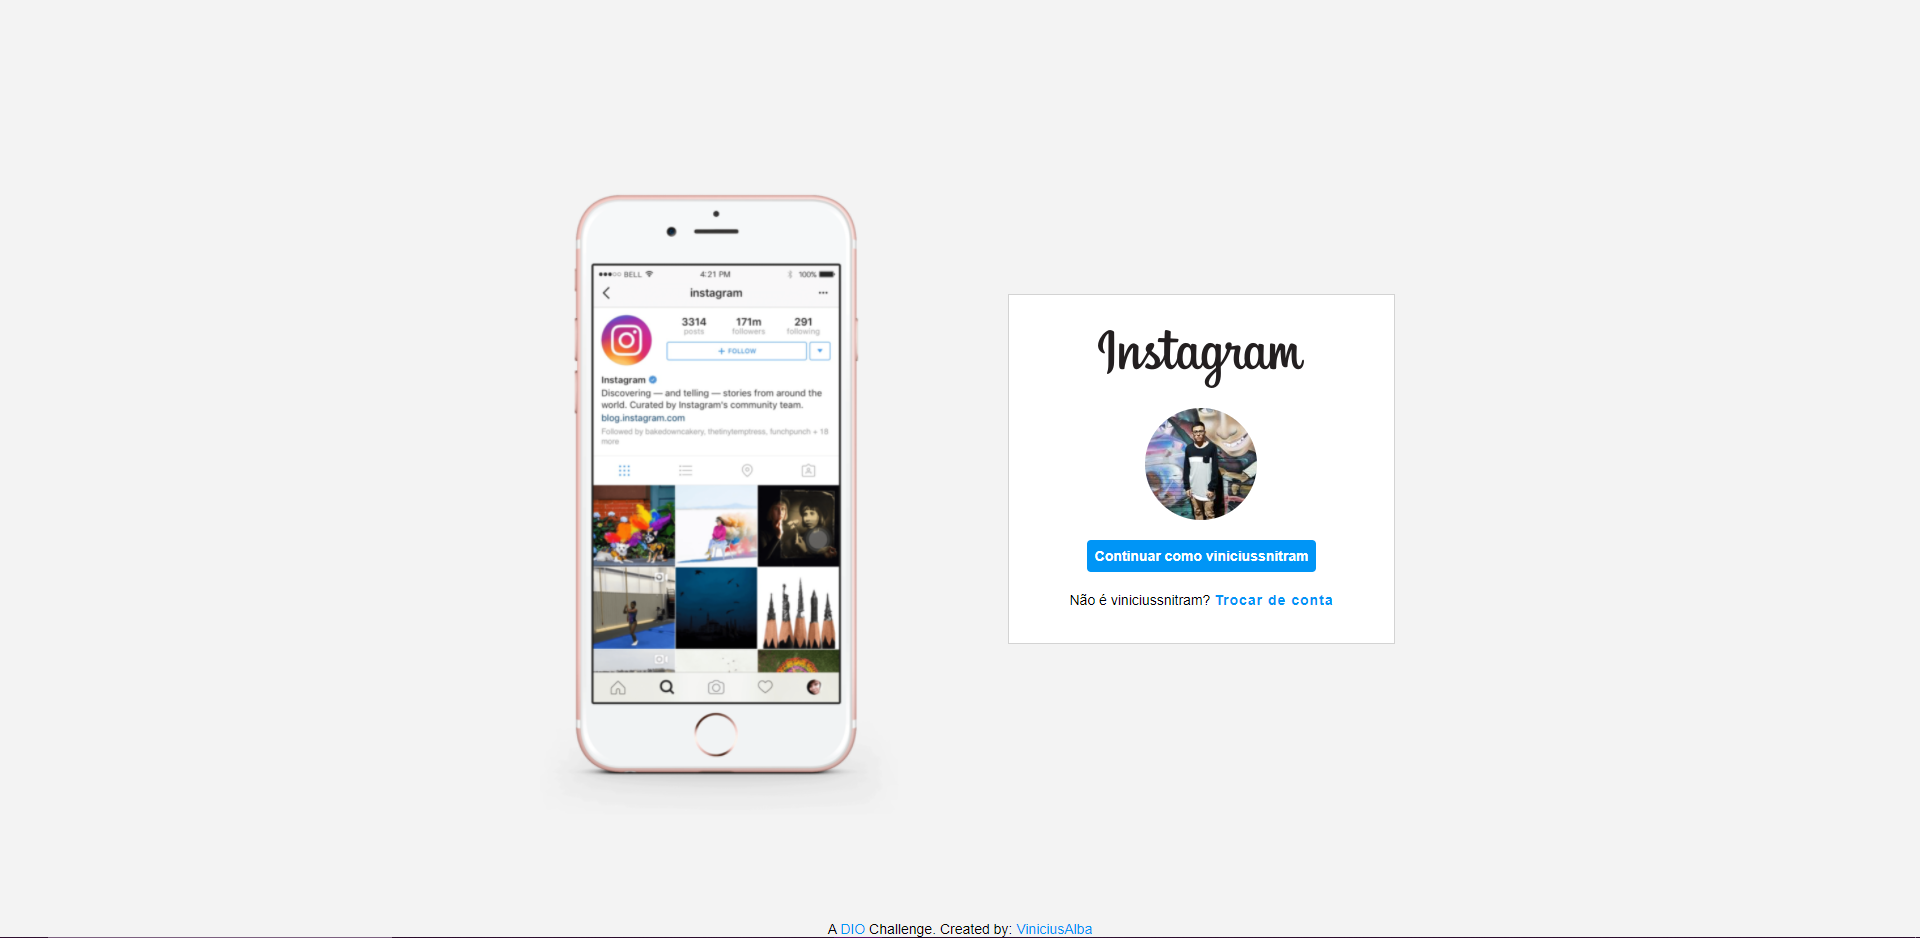 BELL 4:21 PM 100%
instagram
3314 171m 291
posts followers following
+ FOLLOW
Instagram
Discovering — and telling — stories from around the
world. Curated by Instagram's community team.
blog.instagram.com
Followed by bakedowncakery, thetinytemptress, funchpunch + 18
more
Instagram
Continuar como viniciussnitram
Não é viniciussnitram? Trocar de conta
A DIO Challenge. Created by: ViniciusAlba